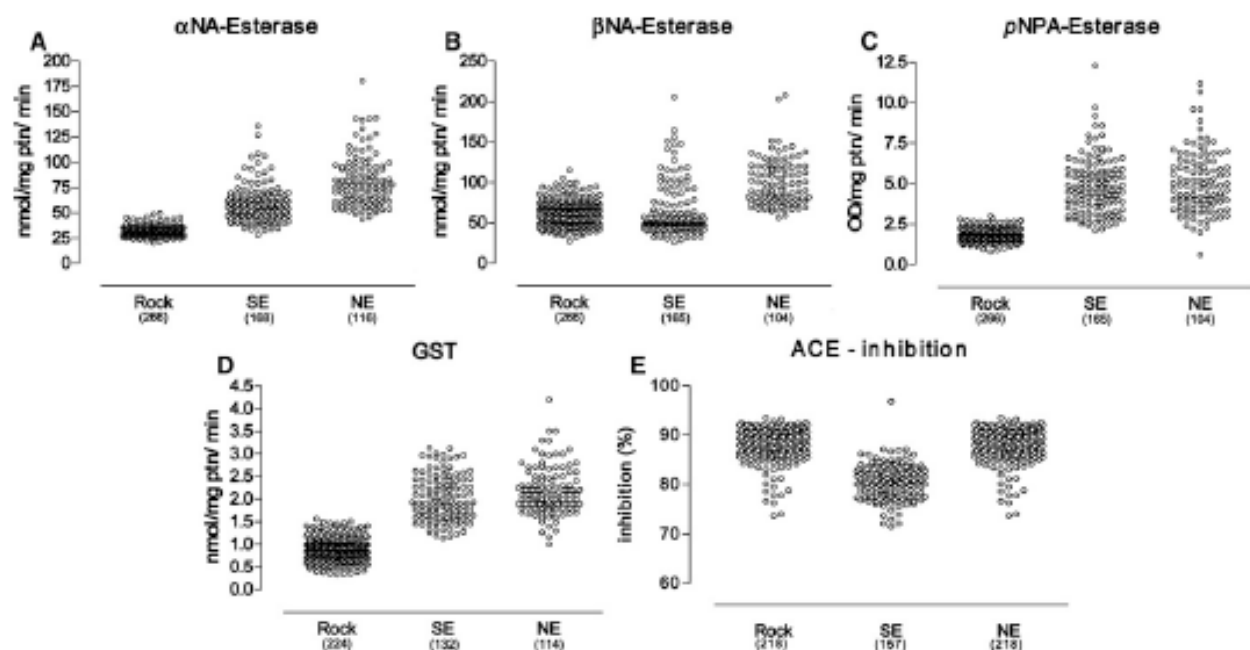 A αNA-Esterase
nmol/mg ptn/ min
200
175
150
125
100
75
50
25
0
Rock SE NE
(266) (168) (116)
B βNA-Esterase
nmol/mg ptn/ min
250
200
150
100
50
0
Rock SE NE
(266) (165) (104)
C pNPA-Esterase
OD/mg ptn/ min
12.5
10.0
7.5
5.0
2.5
0.0
Rock SE NE
(266) (165) (104)
D GST
nmol/mg ptn/ min
4.5
4.0
3.5
3.0
2.5
2.0
1.5
1.0
0.5
0.0
Rock SE NE
(224) (132) (114)
E ACE - inhibition
inhibition (%)
100
90
80
70
60
Rock SE NE
(218) (157) (218)